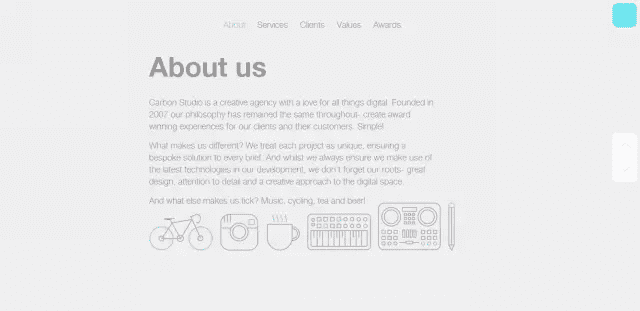 About Services Clients Values Awards
About us
Carbon Studio is a creative agency with a love for all things digital. Founded in
2007 our philosophy has remained the same throughout- create award
winning experiences for our clients and their customers. Simple!
What makes us different? We treat each project as unique, ensuring a
bespoke solution to every brief. And whilst we always ensure we make use of
the latest technologies in our development, we don't forget our roots- great
design, attention to detail and a creative approach to the digital space.
And what else makes us tick? Music, cycling, tea and beer!